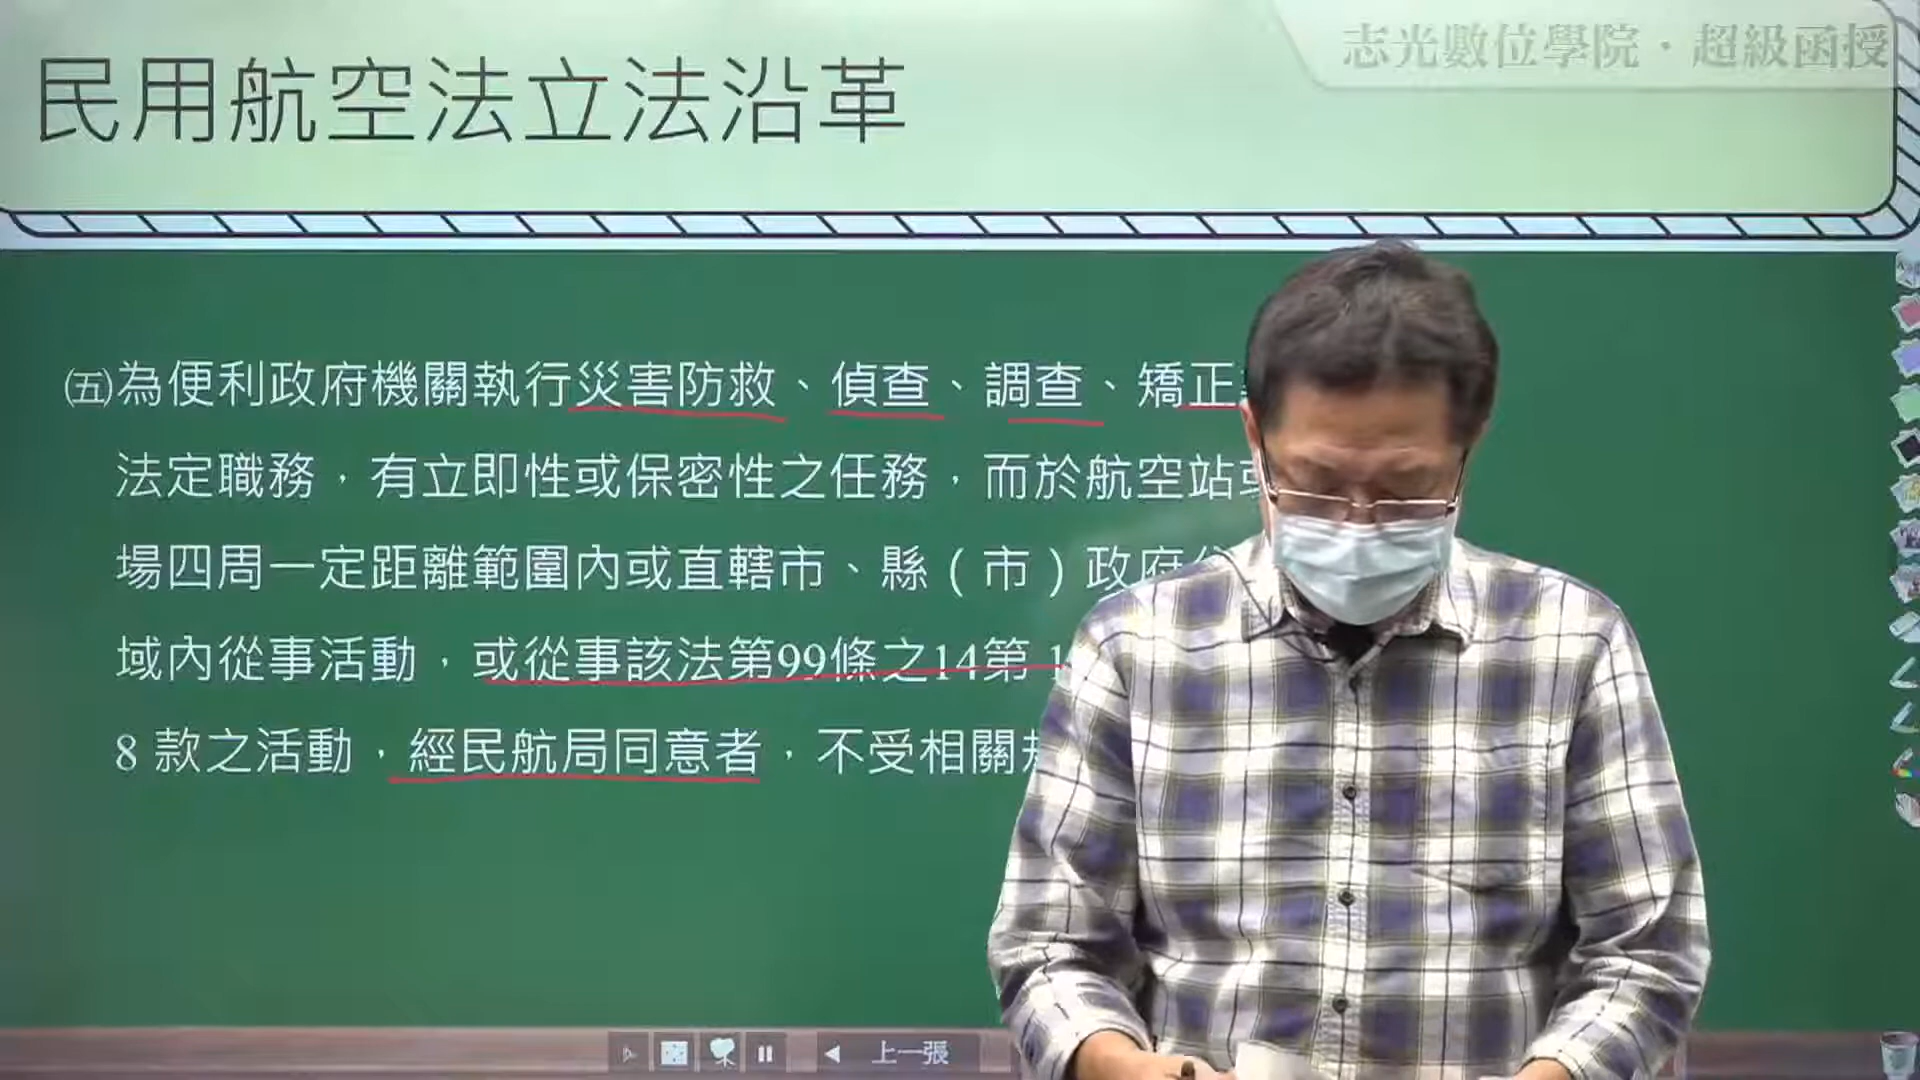 志光數位學院・超級函授
民用航空法立法沿革
㈤為便利政府機關執行災害防救、偵查、調查、矯正
法定職務，有立即性或保密性之任務，而於航空站
場四周一定距離範圍內或直轄市、縣（市）政府
域內從事活動，或從事該法第99條之14第 1
8 款之活動，經民航局同意者，不受相關
上一張